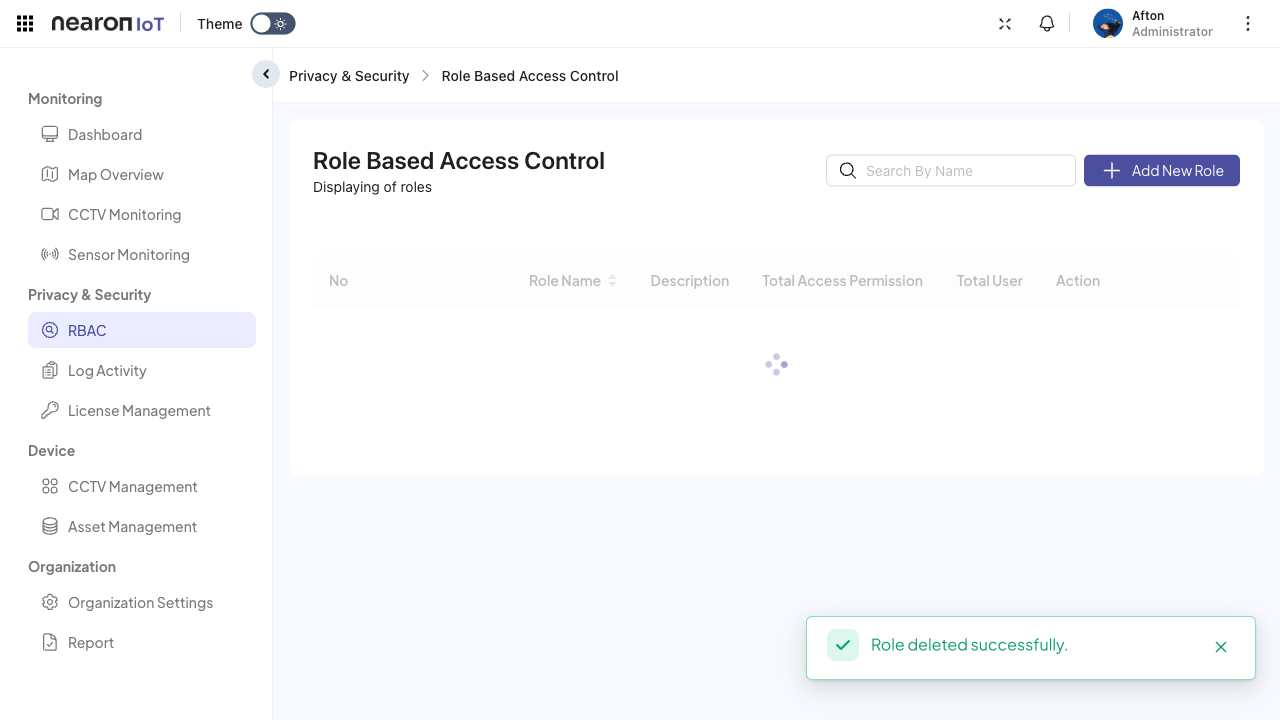 nearon IoT
Theme
Afton
Administrator
Privacy & Security
Role Based Access Control
Monitoring
Dashboard
Map Overview
CCTV Monitoring
Sensor Monitoring
Privacy & Security
RBAC
Log Activity
License Management
Device
CCTV Management
Asset Management
Organization
Organization Settings
Report
Role Based Access Control
Displaying of roles
Search By Name
Add New Role
No
Role Name
Description
Total Access Permission
Total User
Action
Role deleted successfully.